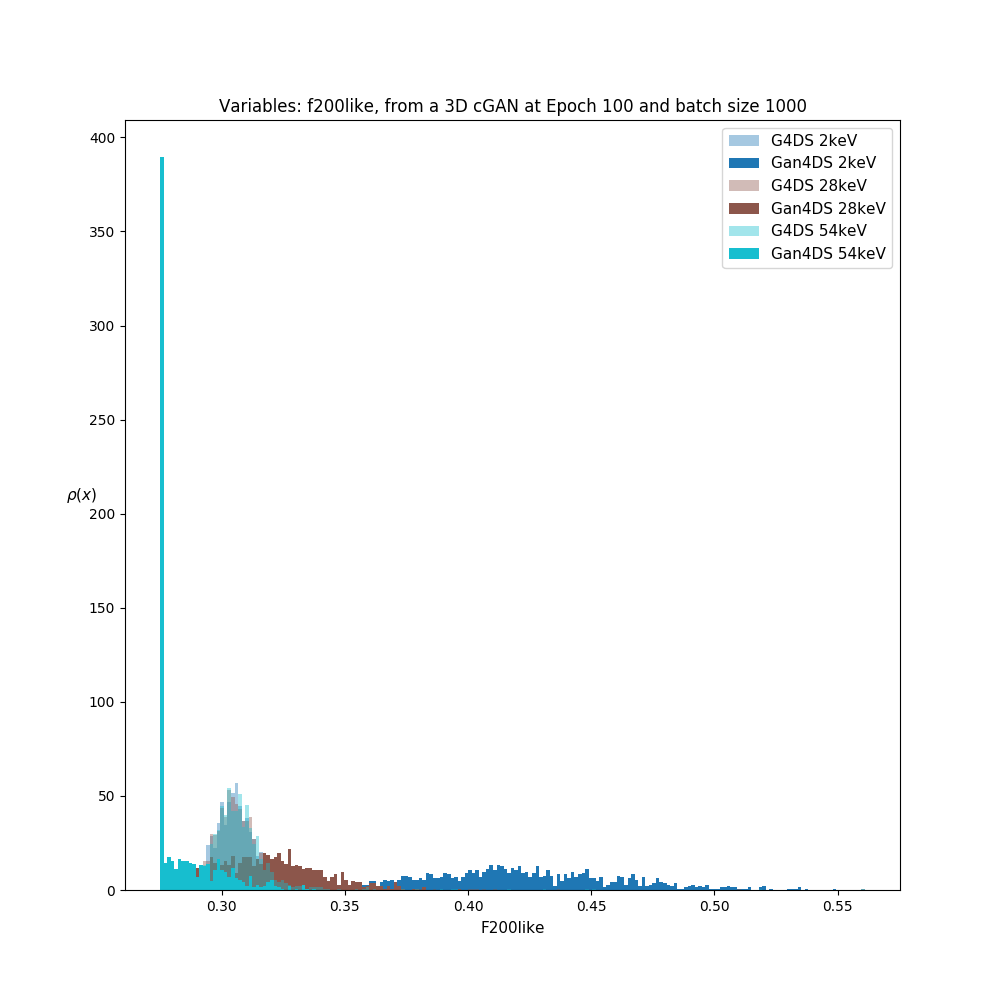 Variables: f200like, from a 3D cGAN at Epoch 100 and batch size 1000
400
350
300
250
200
150
100
50
0
ρ(x)
G4DS 2keV
Gan4DS 2keV
G4DS 28keV
Gan4DS 28keV
G4DS 54keV
Gan4DS 54keV
0.30 0.35 0.40 0.45 0.50 0.55
F200like